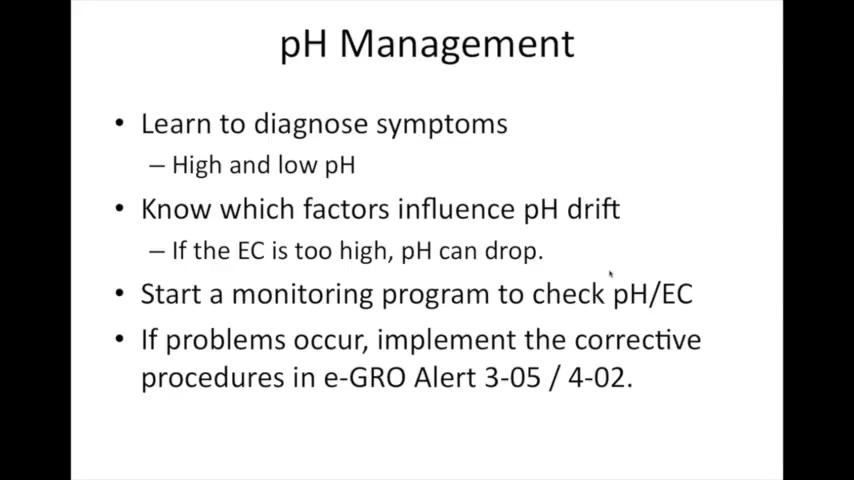 pH Management
• Learn to diagnose symptoms
– High and low pH
• Know which factors influence pH drift
– If the EC is too high, pH can drop.
• Start a monitoring program to check pH/EC
• If problems occur, implement the corrective
procedures in e-GRO Alert 3-05 / 4-02.